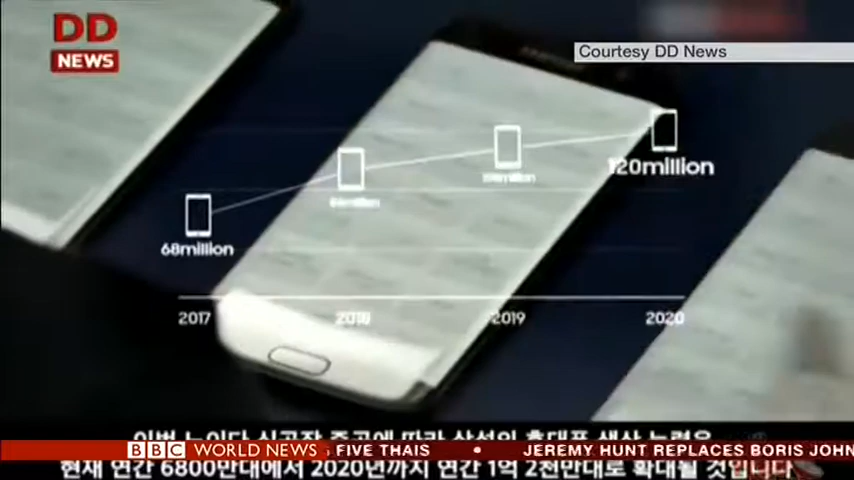 DD
NEWS
Courtesy DD News
120million
68million
2017
2018
2019
2020
BBC WORLD NEWS FIVE THAIS • JEREMY HUNT REPLACES BORIS JOHN
현재 연간 6800만대에서 2020년까지 연간 1억 2천만대로 확대될 것입니다